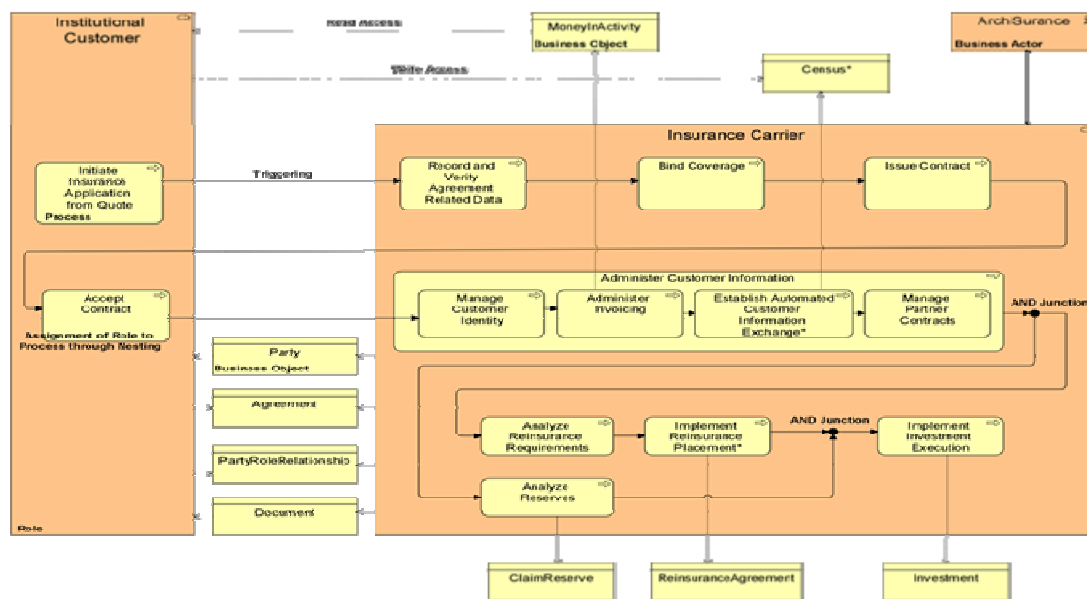 Institutional
Customer
Read Access
MoneyInActivity
Business Object
ArchiSurance
Business Actor
Write Access
Census*
Insurance Carrier
Initiate
Insurance
Application
from Quote
Process
Triggering
Record and
Verify
Agreement
Related Data
Bind Coverage
Issue Contract
Administer Customer Information
Accept
Contract
Manage
Customer
Identity
Administer
Invoicing
Establish Automated
Customer
Information
Exchange*
Manage
Partner
Contracts
AND Junction
Assignment of Role to
Process through Nesting
Party
Business Object
Agreement
PartyRoleRelationship
Document
Analyze
Reinsurance
Requirements
Implement
Reinsurance
Placement*
AND Junction
Implement
Investment
Execution
Analyze
Reserves
Role
ClaimReserve
ReinsuranceAgreement
Investment